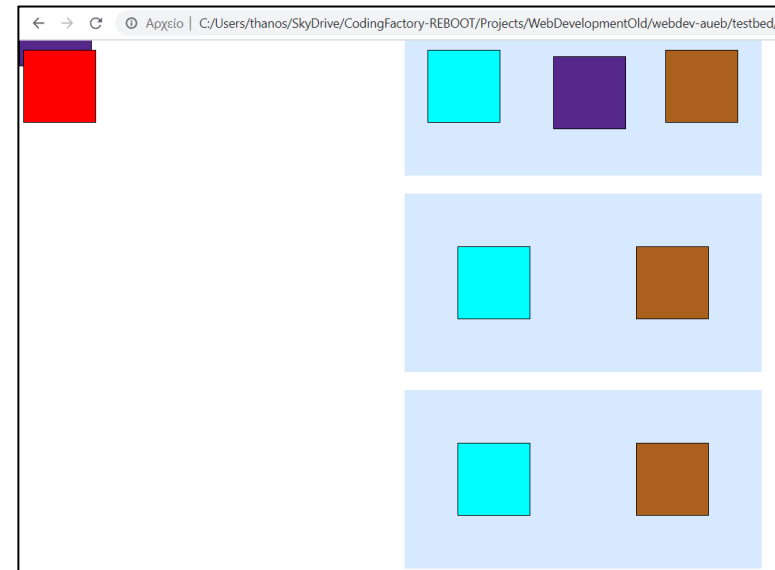 Αρχείο | C:/Users/thanos/SkyDrive/CodingFactory-REBOOT/Projects/WebDevelopmentOld/webdev-aueb/testbed/